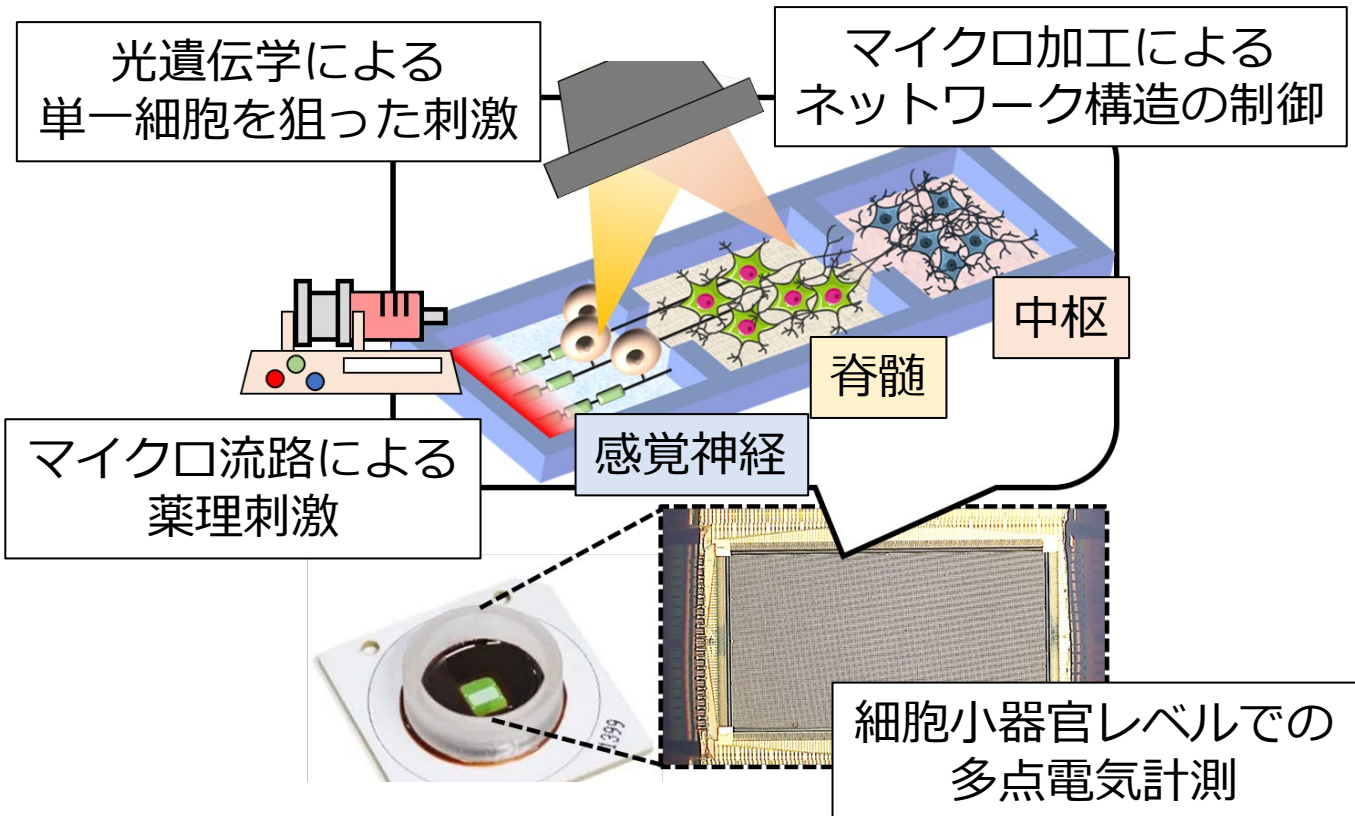 光遺伝学による
単一細胞を狙った刺激
マイクロ加工による
ネットワーク構造の制御
中枢
脊髄
感覚神経
マイクロ流路による
薬理刺激
1399
細胞小器官レベルでの
多点電気計測